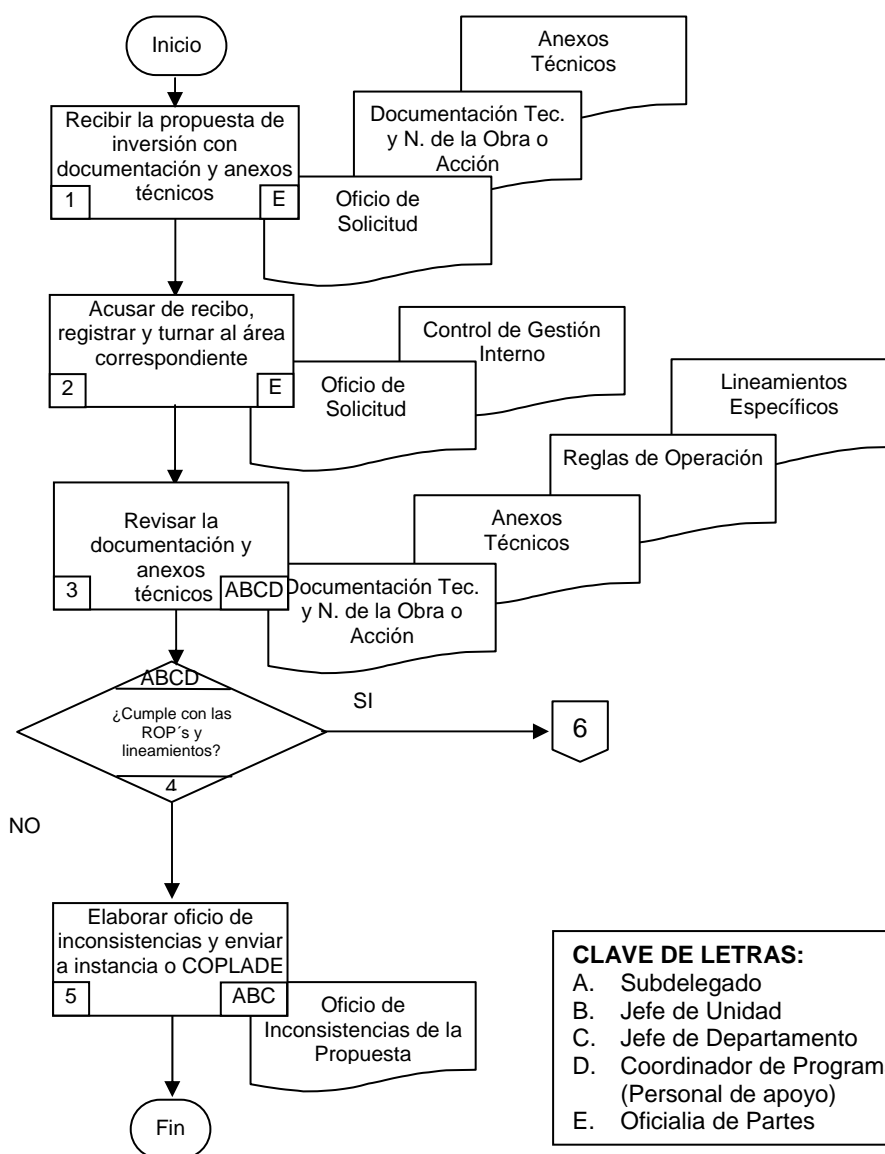 Inicio
Anexos
Técnicos
Recibir la propuesta de
inversión con
documentación y anexos
técnicos
1
E
Documentación Tec.
y N. de la Obra o
Acción
Oficio de
Solicitud
Acusar de recibo,
registrar y turnar al área
correspondiente
2
E
Control de Gestión
Interno
Oficio de
Solicitud
Lineamientos
Específicos
Reglas de Operación
Anexos
Técnicos
Revisar la
documentación y
anexos
técnicos
3
ABCD
Documentación Tec.
y N. de la Obra o
Acción
ABCD
¿Cumple con las
ROP´s y
lineamientos?
4
SI
6
NO
Elaborar oficio de
inconsistencias y enviar
a instancia o COPLADE
5
ABC
Oficio de
Inconsistencias de la
Propuesta
Fin
CLAVE DE LETRAS:
A. Subdelegado
B. Jefe de Unidad
C. Jefe de Departamento
D. Coordinador de Program
(Personal de apoyo)
E. Oficialia de Partes